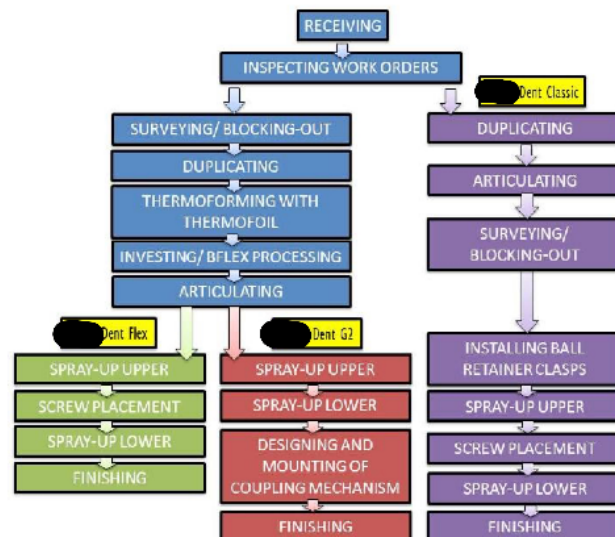 RECEIVING
INSPECTING WORK ORDERS
Dent Classic
SURVEYING/ BLOCKING-OUT
DUPLICATING
THERMOFORMING WITH
THERMOFOIL
INVESTING/ BFLEX PROCESSING
ARTICULATING
Dent Flex
SPRAY-UP UPPER
SCREW PLACEMENT
SPRAY-UP LOWER
FINISHING
Dent G2
SPRAY-UP UPPER
SPRAY-UP LOWER
DESIGNING AND
MOUNTING OF
COUPLING MECHANISM
FINISHING
DUPLICATING
ARTICULATING
SURVEYING/
BLOCKING-OUT
INSTALLING BALL
RETAINER CLASPS
SPRAY-UP UPPER
SCREW PLACEMENT
SPRAY-UP LOWER
FINISHING